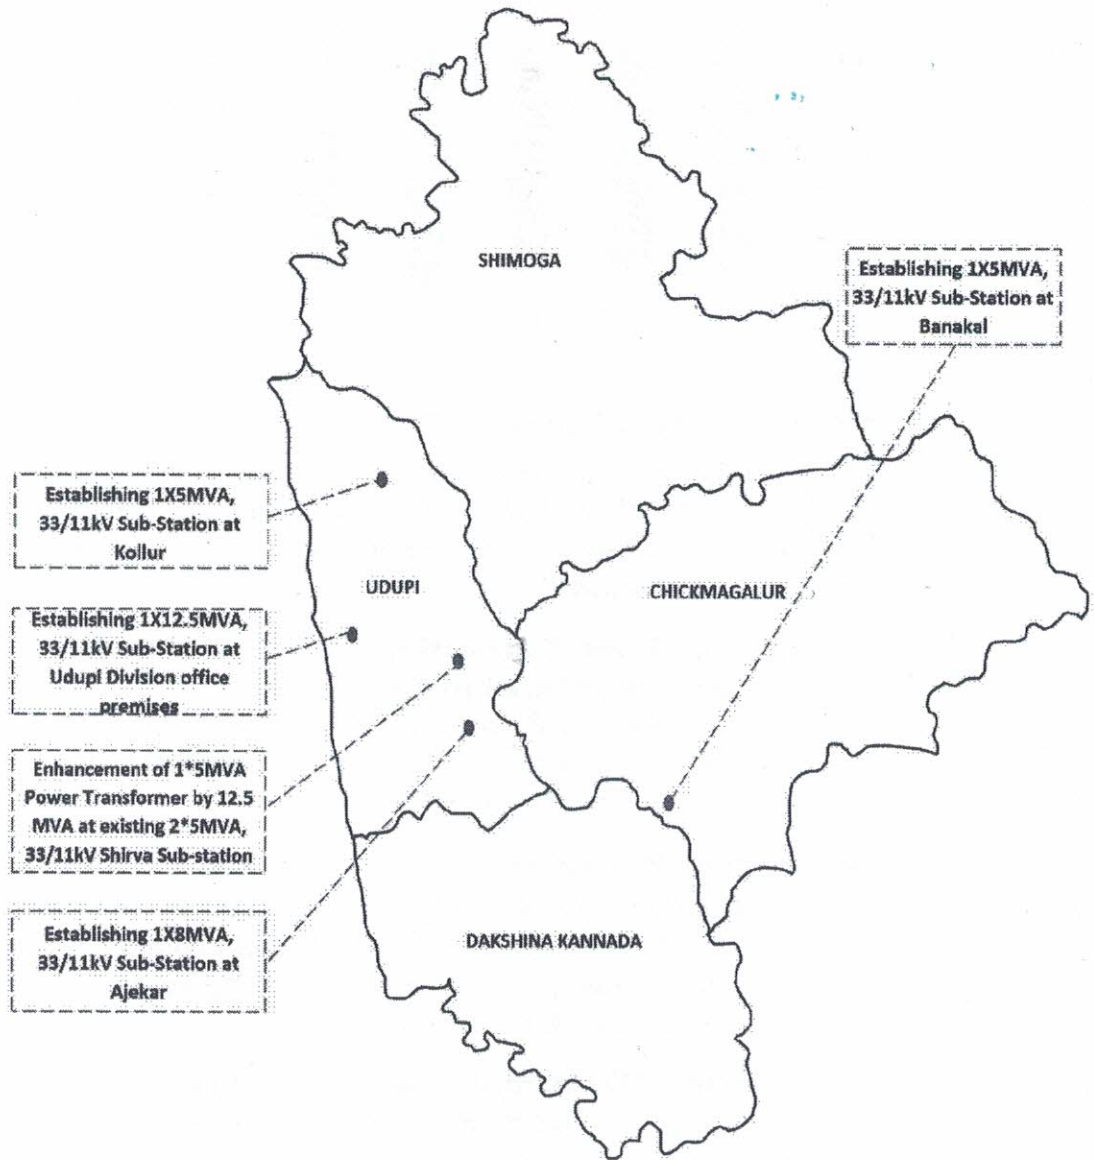 SHIMOGA
Establishing 1X5MVA,
33/11kV Sub-Station at
Banakal
Establishing 1X5MVA,
33/11kV Sub-Station at
Kollur
UDUPI
CHICKMAGALUR
Establishing 1X12.5MVA,
33/11kV Sub-Station at
Udupi Division office
premises
Enhancement of 1*5MVA
Power Transformer by 12.5
MVA at existing 2*5MVA,
33/11kV Shirva Sub-station
Establishing 1X8MVA,
33/11kV Sub-Station at
Ajekar
DAKSHINA KANNADA